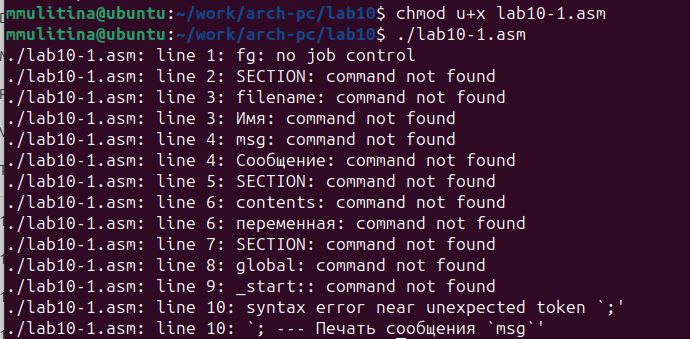 mmulitina@ubuntu:~/work/arch-pc/lab10$ chmod u+x lab10-1.asm
mmulitina@ubuntu:~/work/arch-pc/lab10$ ./lab10-1.asm
./lab10-1.asm: line 1: fg: no job control
./lab10-1.asm: line 2: SECTION: command not found
./lab10-1.asm: line 3: filename: command not found
./lab10-1.asm: line 3: Имя: command not found
./lab10-1.asm: line 4: msg: command not found
./lab10-1.asm: line 4: Сообщение: command not found
./lab10-1.asm: line 5: SECTION: command not found
./lab10-1.asm: line 6: contents: command not found
./lab10-1.asm: line 6: переменная: command not found
./lab10-1.asm: line 7: SECTION: command not found
./lab10-1.asm: line 8: global: command not found
./lab10-1.asm: line 9: _start:: command not found
./lab10-1.asm: line 10: syntax error near unexpected token `;'
./lab10-1.asm: line 10: `; --- Печать сообщения `msg`'